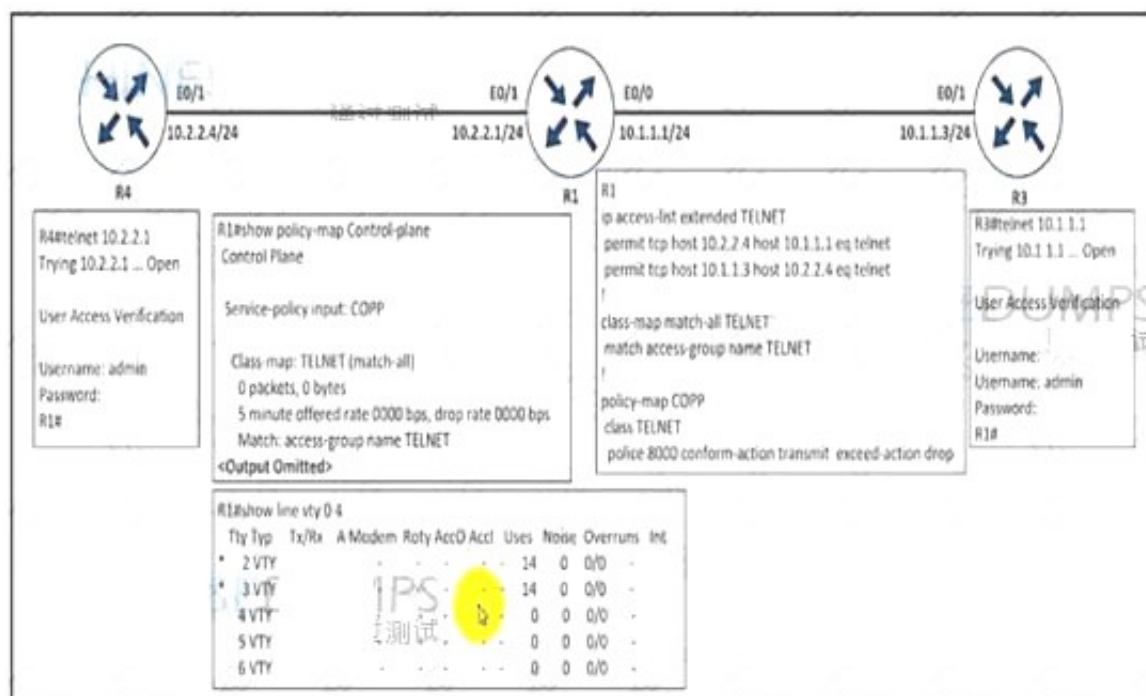 E0/1
E0/1
E0/0
E0/1
10.2.2.4/24
10.2.2.1/24
10.1.1.1/24
10.1.1.3/24
R4
R1
R3
R4#telnet 10.2.2.1
Trying 10.2.2.1 ... Open
User Access Verification
Username: admin
Password:
R1#
R1#show policy-map Control-plane
Control Plane
Service-policy input: COPP
Class-map: TELNET (match-all)
0 packets, 0 bytes
5 minute offered rate 0000 bps, drop rate 0000 bps
Match: access-group name TELNET
<Output Omitted>
R1
ip access-list extended TELNET
permit tcp host 10.2.2.4 host 10.1.1.1 eq telnet
permit tcp host 10.1.1.3 host 10.2.2.4 eq telnet
!
class-map match-all TELNET
match access-group name TELNET
!
policy-map COPP
class TELNET
police 8000 conform-action transmit exceed-action drop
R3#telnet 10.1.1.1
Trying 10.1.1.1 ... Open
User Access Verification
Username:
Username: admin
Password:
R1#
DUMPS
试
R1#show line vty 0 4
Tty Typ Tx/Rx A Modem Roty AccO AccI Uses Noise Overruns Int
* 2 VTY - - - - - 14 0 0/0 -
* 3 VTY - - - - - 14 0 0/0 -
4 VTY - - - - - 0 0 0/0 -
5 VTY - - - - - 0 0 0/0 -
6 VTY - - - - - 0 0 0/0 -
测试